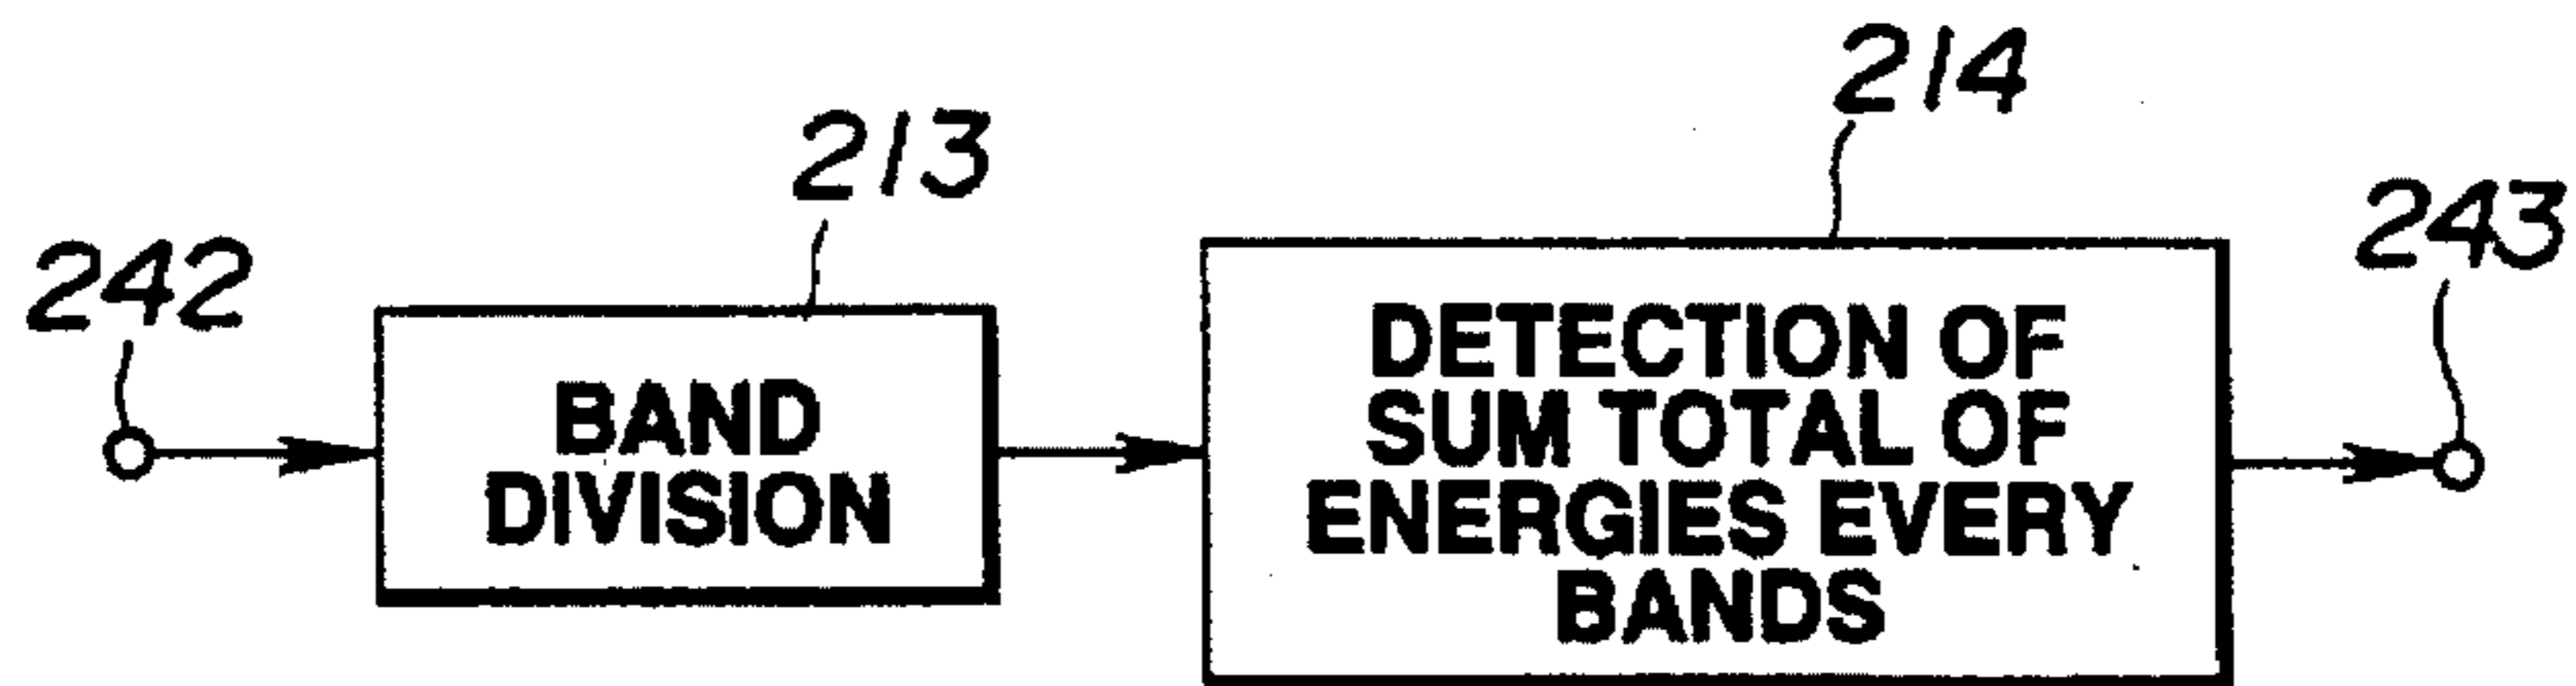 214
213
243
242
BAND
DIVISION
DETECTION OF
SUM TOTAL OF
ENERGIES EVERY
BANDS